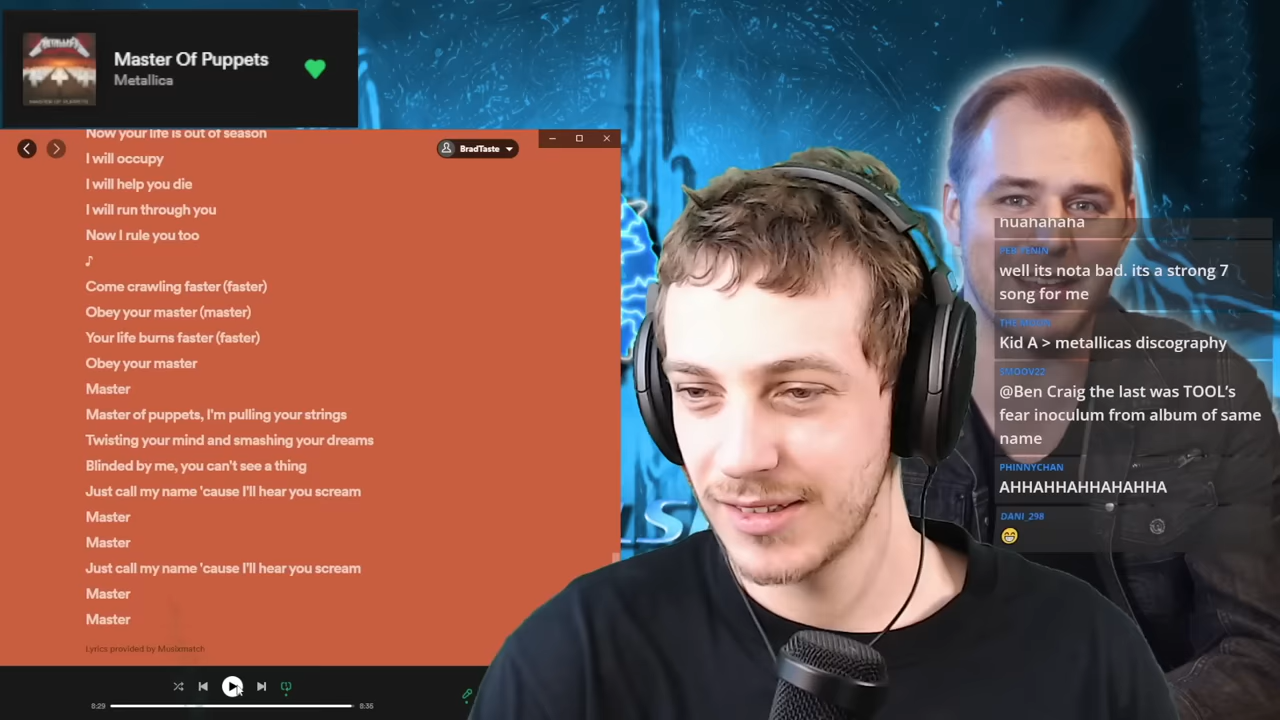 Master Of Puppets
Metallica
Now your life is out of season
BradTaste
I will occupy
I will help you die
I will run through you
Now I rule you too
♪
Come crawling faster (faster)
Obey your master (master)
Your life burns faster (faster)
Obey your master
Master
Master of puppets, I'm pulling your strings
Twisting your mind and smashing your dreams
Blinded by me, you can't see a thing
Just call my name 'cause I'll hear you scream
Master
Master
Just call my name 'cause I'll hear you scream
Master
Master
Lyrics provided by Musixmatch
8:29
8:35
huahahaha
well its nota bad. its a strong 7
song for me
Kid A > metallicas discography
SMOOV22
@Ben Craig the last was TOOL's
fear inoculum from album of same
name
PHINNYCHAN
AHHAHHAHHAHAHHA
DANI_298
😁